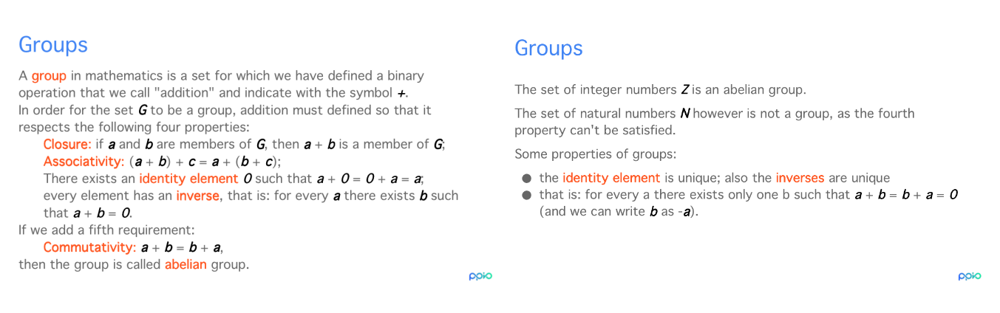 Groups
A group in mathematics is a set for which we have defined a binary
operation that we call "addition" and indicate with the symbol +.
In order for the set G to be a group, addition must defined so that it
respects the following four properties:
Closure: if a and b are members of G, then a + b is a member of G;
Associativity: (a + b) + c = a + (b + c);
There exists an identity element 0 such that a + 0 = 0 + a = a;
every element has an inverse, that is: for every a there exists b such
that a + b = 0.
If we add a fifth requirement:
Commutativity: a + b = b + a,
then the group is called abelian group.
ppio
Groups
The set of integer numbers Z is an abelian group.
The set of natural numbers N however is not a group, as the fourth
property can't be satisfied.
Some properties of groups:
● the identity element is unique; also the inverses are unique
● that is: for every a there exists only one b such that a + b = b + a = 0
(and we can write b as -a).
ppio